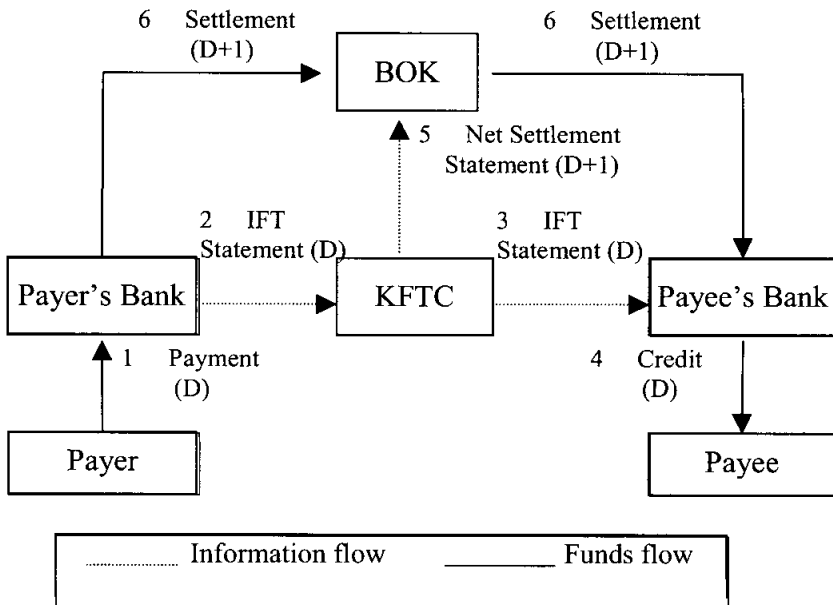 6 Settlement
(D+1)
6 Settlement
(D+1)
BOK
5 Net Settlement
Statement (D+1)
2 IFT
Statement (D)
3 IFT
Statement (D)
Payer's Bank
KFTC
Payee's Bank
1 Payment
(D)
4 Credit
(D)
Payer
Payee
Information flow
Funds flow